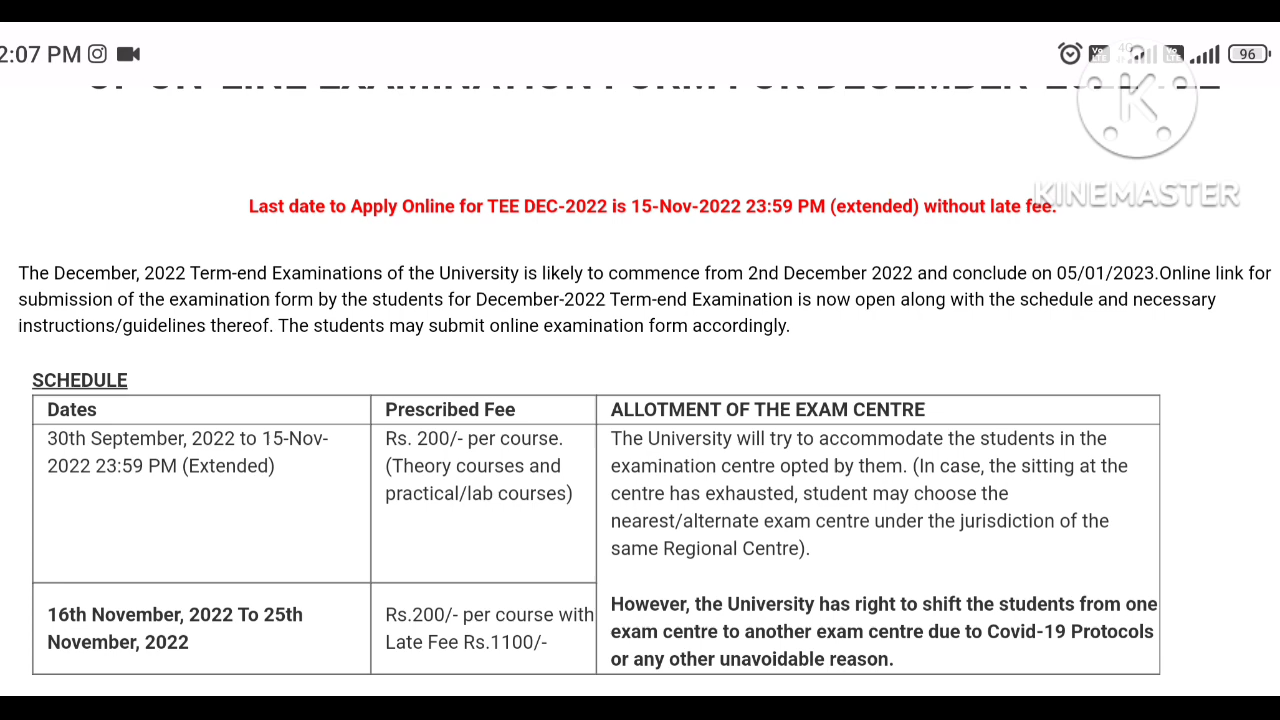 2:07 PM
96
K
KINEMASTER
Last date to Apply Online for TEE DEC-2022 is 15-Nov-2022 23:59 PM (extended) without late fee.
The December, 2022 Term-end Examinations of the University is likely to commence from 2nd December 2022 and conclude on 05/01/2023.Online link for
submission of the examination form by the students for December-2022 Term-end Examination is now open along with the schedule and necessary
instructions/guidelines thereof. The students may submit online examination form accordingly.
SCHEDULE
Dates
Prescribed Fee
ALLOTMENT OF THE EXAM CENTRE
30th September, 2022 to 15-Nov-
2022 23:59 PM (Extended)
Rs. 200/- per course.
(Theory courses and
practical/lab courses)
The University will try to accommodate the students in the
examination centre opted by them. (In case, the sitting at the
centre has exhausted, student may choose the
nearest/alternate exam centre under the jurisdiction of the
same Regional Centre).
16th November, 2022 To 25th
November, 2022
Rs.200/- per course with
Late Fee Rs.1100/-
However, the University has right to shift the students from one
exam centre to another exam centre due to Covid-19 Protocols
or any other unavoidable reason.